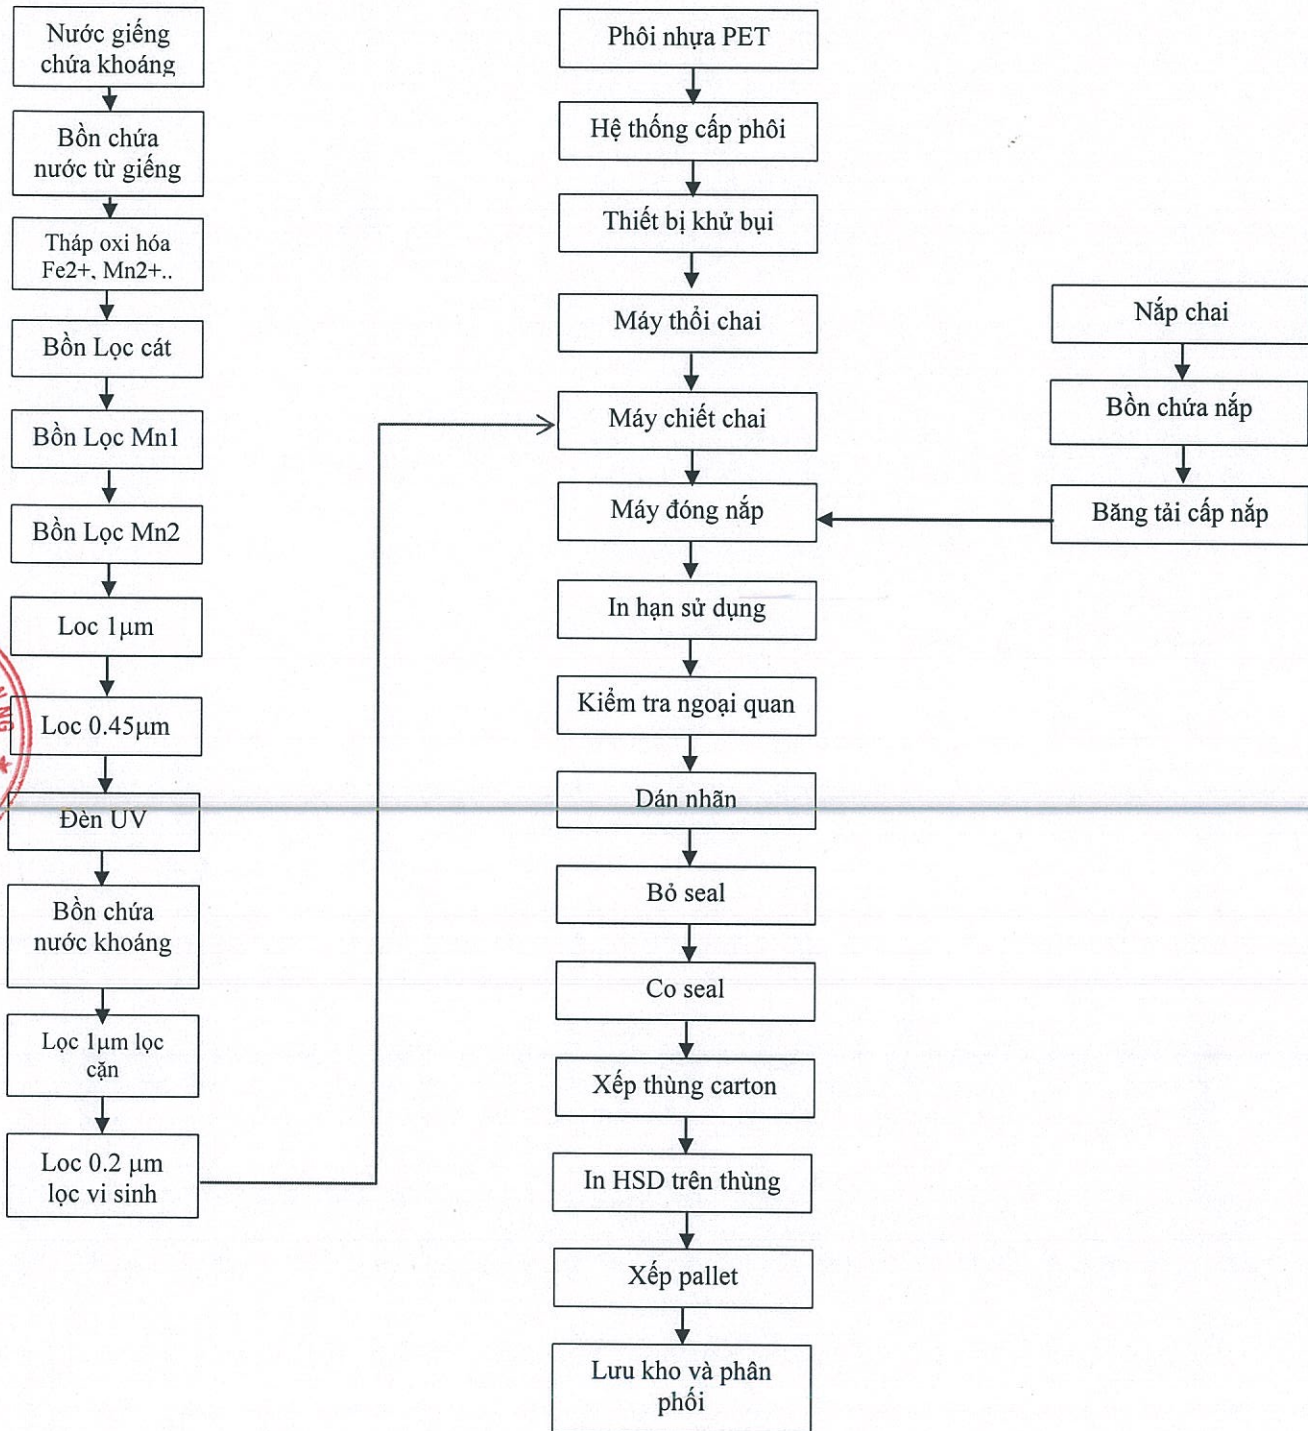 Nước giếng
chứa khoáng
Bồn chứa
nước từ giếng
Tháp oxi hóa
Fe2+, Mn2+..
Bồn Lọc cát
Bồn Lọc Mn1
Bồn Lọc Mn2
Loc 1µm
Loc 0.45µm
Đèn UV
Bồn chứa
nước khoáng
Lọc 1µm lọc
cặn
Loc 0.2 µm
lọc vi sinh
Phôi nhựa PET
Hệ thống cấp phôi
Thiết bị khử bụi
Máy thổi chai
Máy chiết chai
Máy đóng nắp
In hạn sử dụng
Kiểm tra ngoại quan
Dán nhãn
Bỏ seal
Co seal
Xếp thùng carton
In HSD trên thùng
Xếp pallet
Lưu kho và phân
phối
Nắp chai
Bồn chứa nắp
Băng tải cấp nắp